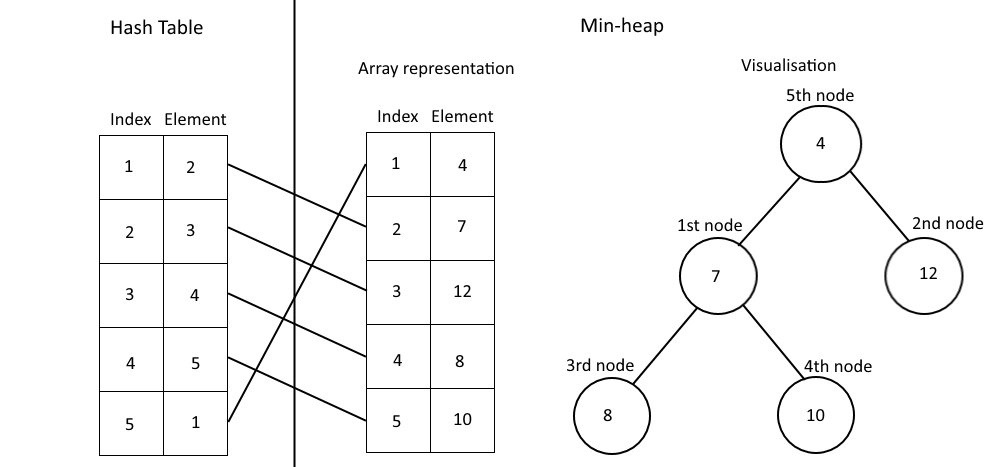 Hash Table
Min-heap
Array representation
Visualisation
Index Element
Index Element
1 2
2 3
3 4
4 5
5 1
1 4
2 7
3 12
4 8
5 10
5th node
4
1st node
7
2nd node
12
3rd node
8
4th node
10